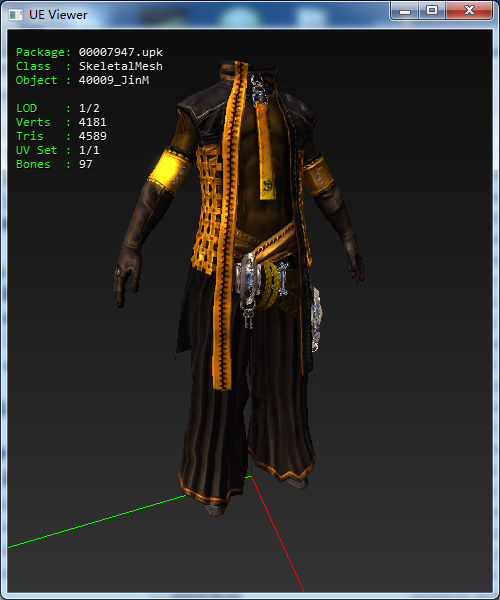 UE Viewer
Package: 00007947.upk
Class : SkeletalMesh
Object : 40009_JinM
LOD : 1/2
Verts : 4181
Tris : 4589
UV Set : 1/1
Bones : 97